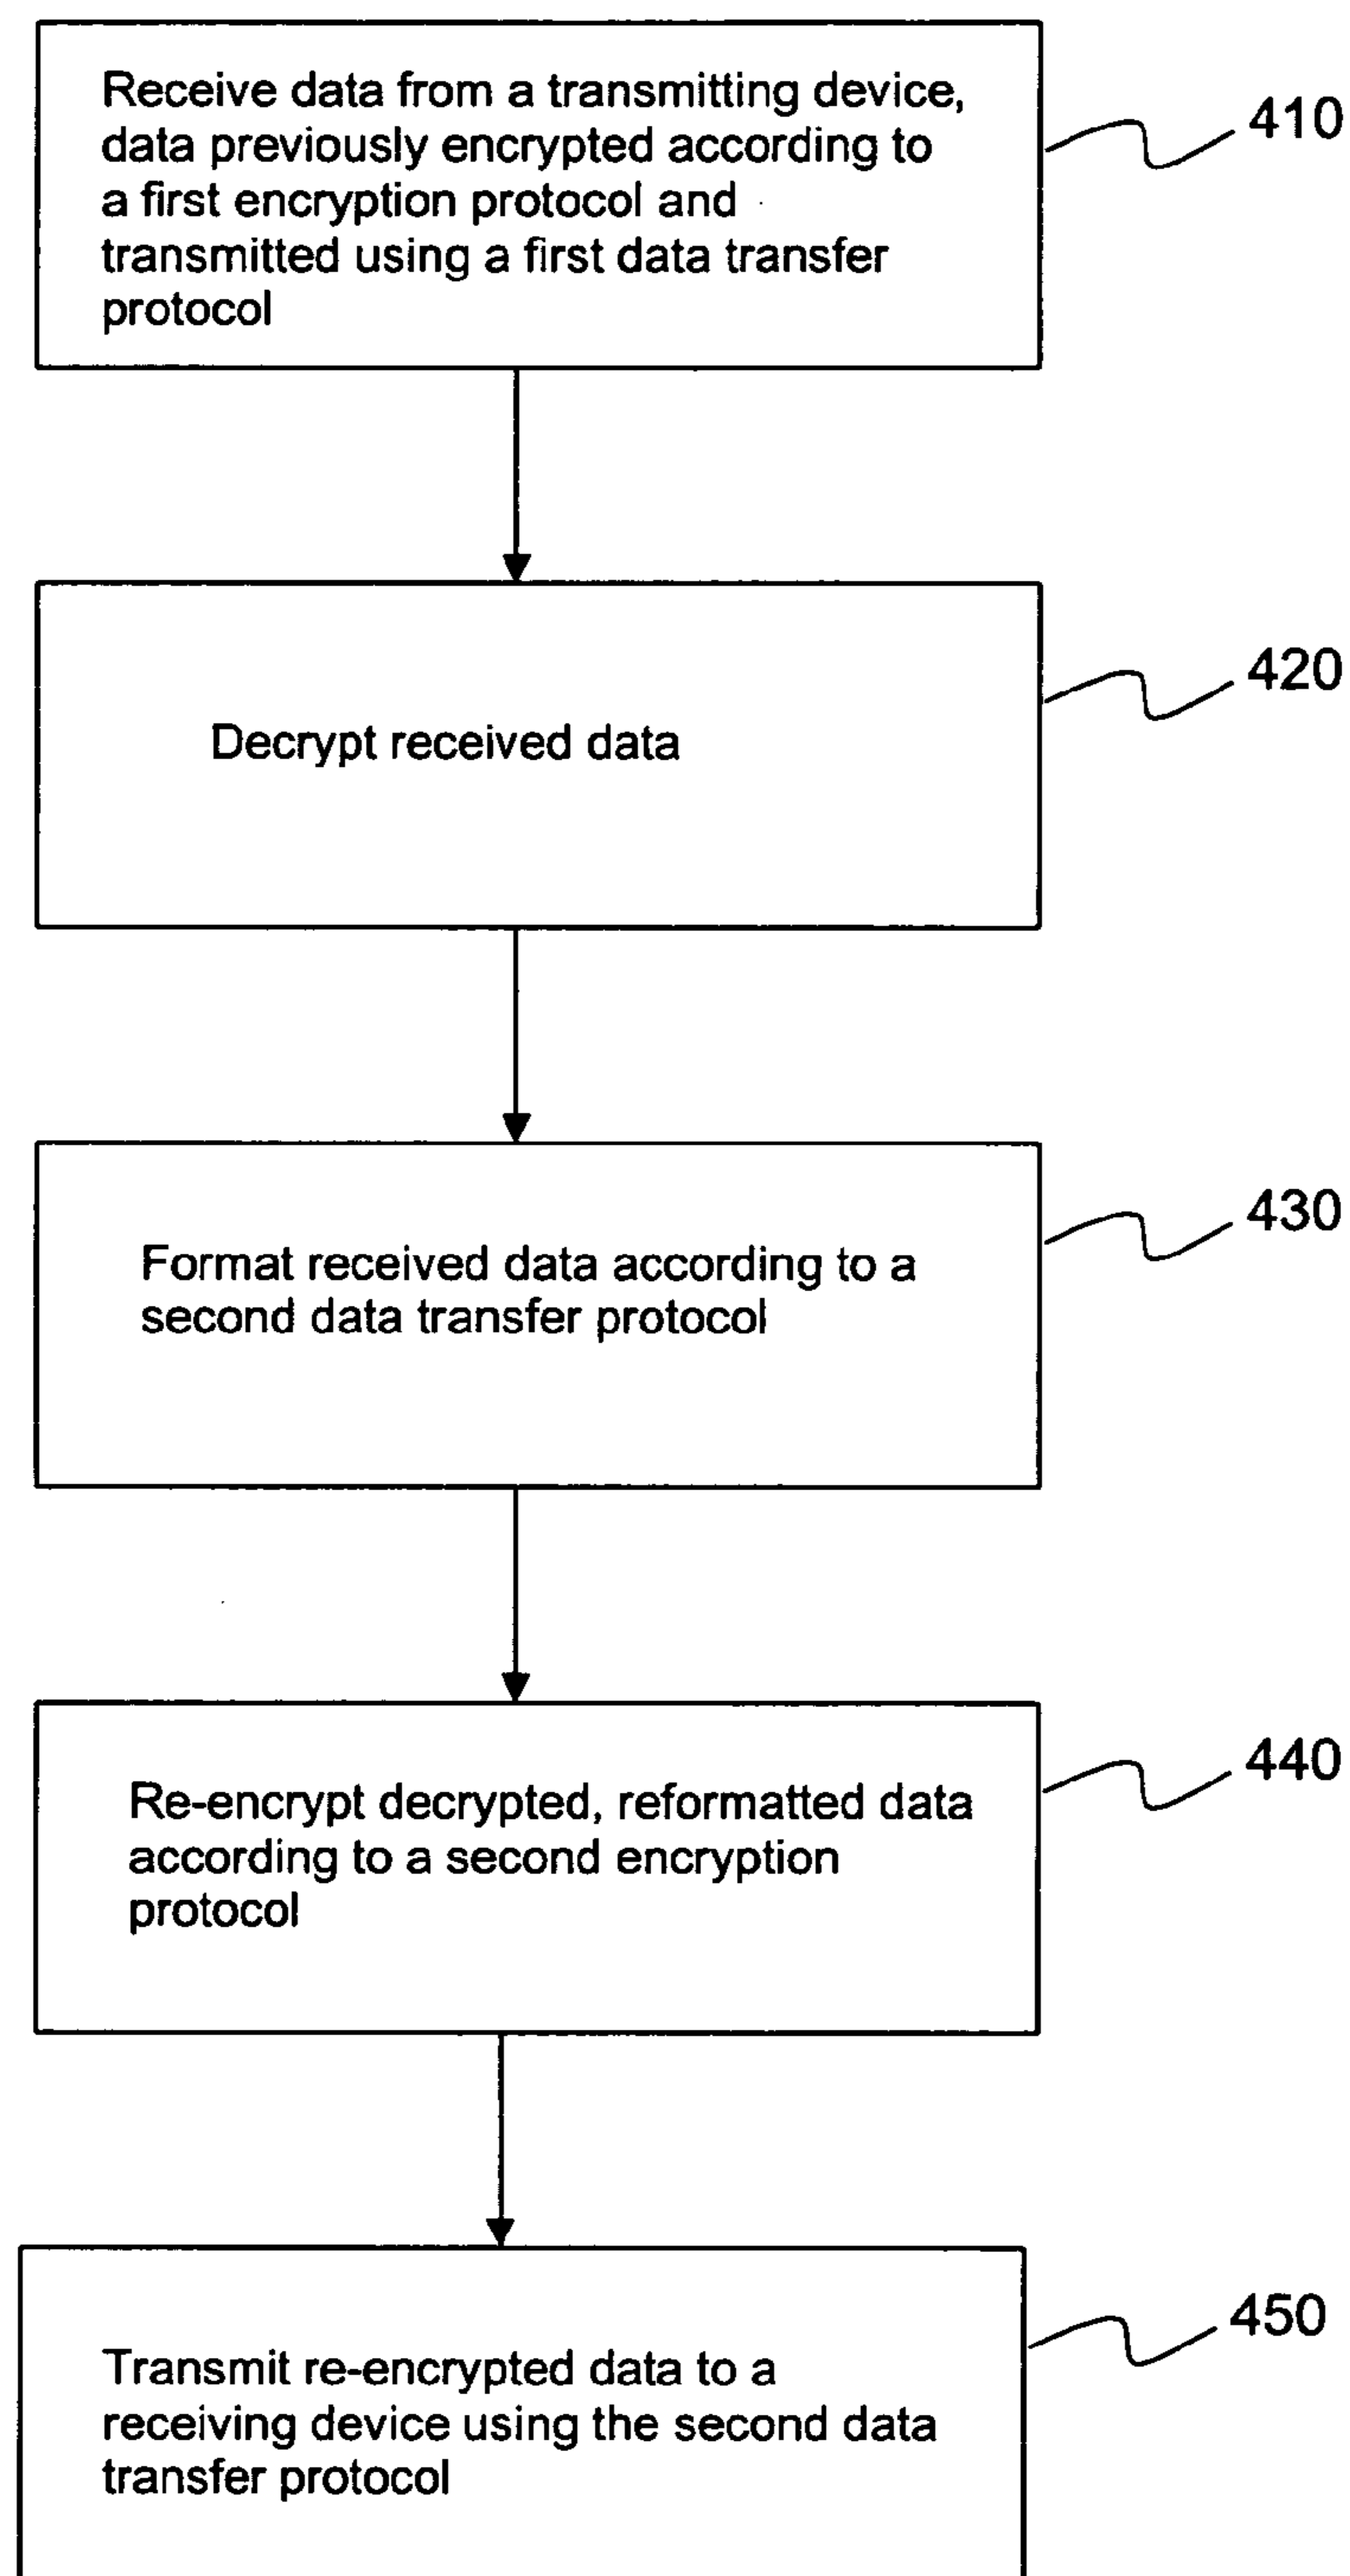 Receive data from a transmitting device,
data previously encrypted according to
a first encryption protocol and
transmitted using a first data transfer
protocol
410
Decrypt received data
420
Format received data according to a
second data transfer protocol
430
Re-encrypt decrypted, reformatted data
according to a second encryption
protocol
440
Transmit re-encrypted data to a
receiving device using the second data
transfer protocol
450